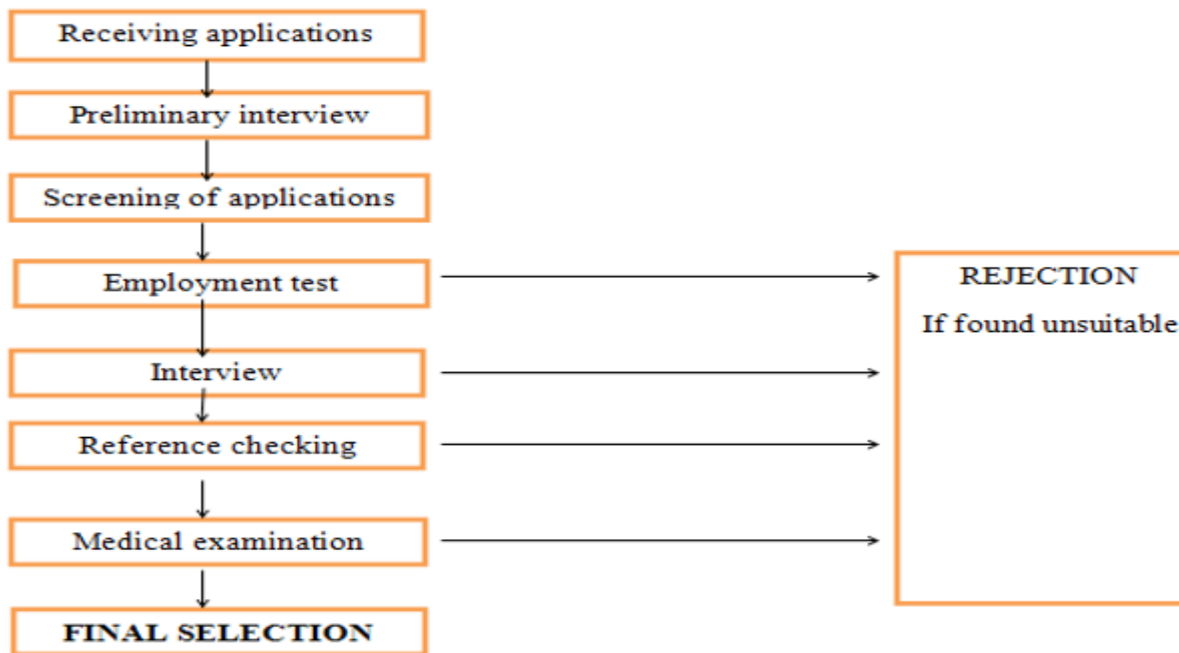 Receiving applications
Preliminary interview
Screening of applications
Employment test
Interview
Reference checking
Medical examination
FINAL SELECTION
REJECTION
If found unsuitable